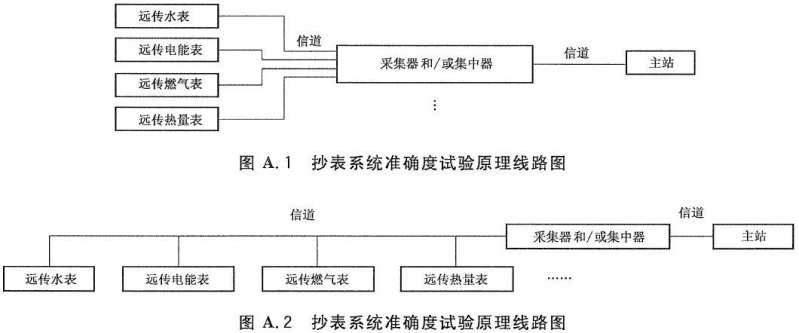 远传水表
远传电能表
远传燃气表
远传热量表
信道
采集器和/或集中器
信道
主站
⋮
图 A.1 抄表系统准确度试验原理线路图
信道
采集器和/或集中器
信道
主站
远传水表
远传电能表
远传燃气表
远传热量表
……
图 A.2 抄表系统准确度试验原理线路图